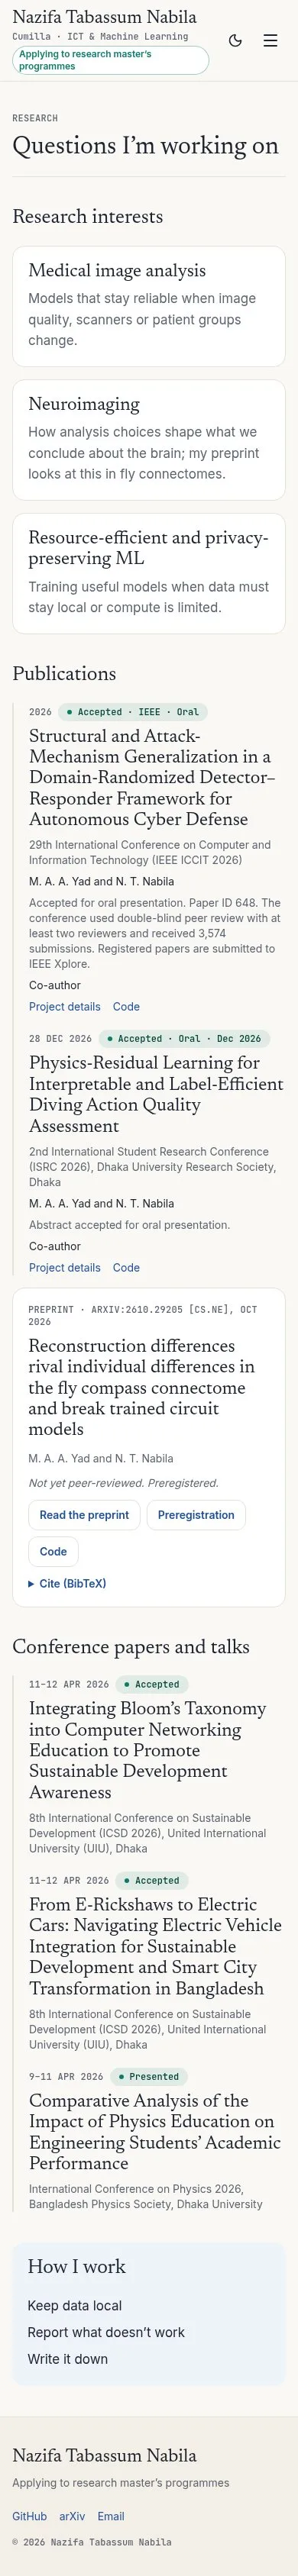 Nazifa Tabassum Nabila
Cumilla · ICT & Machine Learning
Applying to research master’s
programmes
RESEARCH
Questions I’m working on
Research interests
Medical image analysis
Models that stay reliable when image
quality, scanners or patient groups
change.
Neuroimaging
How analysis choices shape what we
conclude about the brain; my preprint
looks at this in fly connectomes.
Resource-efficient and privacy-
preserving ML
Training useful models when data must
stay local or compute is limited.
Publications
2026 Accepted · IEEE · Oral
Structural and Attack-
Mechanism Generalization in a
Domain-Randomized Detector–
Responder Framework for
Autonomous Cyber Defense
29th International Conference on Computer and
Information Technology (IEEE ICCIT 2026)
M. A. A. Yad and N. T. Nabila
Accepted for oral presentation. Paper ID 648. The
conference used double-blind peer review with at
least two reviewers and received 3,574
submissions. Registered papers are submitted to
IEEE Xplore.
Co-author
Project details Code
28 DEC 2026 Accepted · Oral · Dec 2026
Physics-Residual Learning for
Interpretable and Label-Efficient
Diving Action Quality
Assessment
2nd International Student Research Conference
(ISRC 2026), Dhaka University Research Society,
Dhaka
M. A. A. Yad and N. T. Nabila
Abstract accepted for oral presentation.
Co-author
Project details Code
PREPRINT · ARXIV:2610.29205 [CS.NE], OCT
2026
Reconstruction differences
rival individual differences in
the fly compass connectome
and break trained circuit
models
M. A. A. Yad and N. T. Nabila
Not yet peer-reviewed. Preregistered.
Read the preprint Preregistration
Code
Cite (BibTeX)
Conference papers and talks
11–12 APR 2026 Accepted
Integrating Bloom’s Taxonomy
into Computer Networking
Education to Promote
Sustainable Development
Awareness
8th International Conference on Sustainable
Development (ICSD 2026), United International
University (UIU), Dhaka
11–12 APR 2026 Accepted
From E-Rickshaws to Electric
Cars: Navigating Electric Vehicle
Integration for Sustainable
Development and Smart City
Transformation in Bangladesh
8th International Conference on Sustainable
Development (ICSD 2026), United International
University (UIU), Dhaka
9–11 APR 2026 Presented
Comparative Analysis of the
Impact of Physics Education on
Engineering Students’ Academic
Performance
International Conference on Physics 2026,
Bangladesh Physics Society, Dhaka University
How I work
Keep data local
Report what doesn’t work
Write it down
Nazifa Tabassum Nabila
Applying to research master’s programmes
GitHub arXiv Email
© 2026 Nazifa Tabassum Nabila